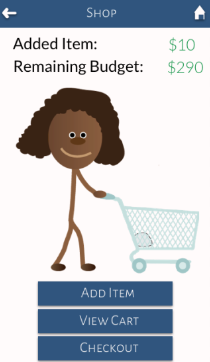 Shop
Added Item: $10
Remaining Budget: $290
Add Item
View Cart
Checkout